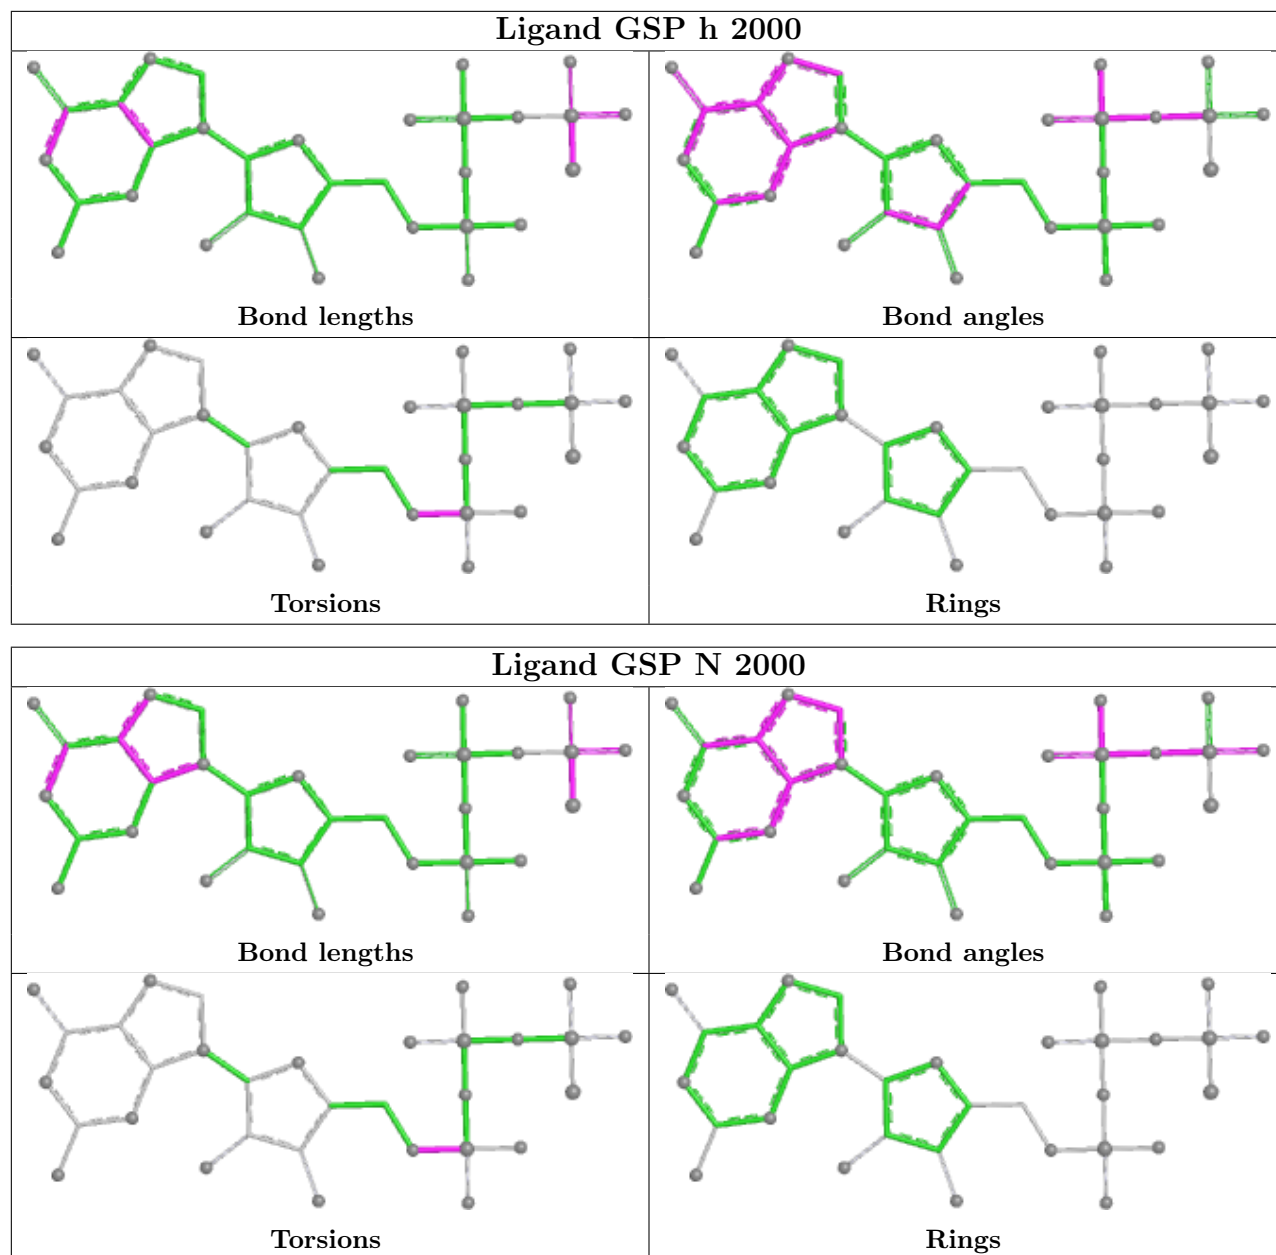 Ligand GSP h 2000
Bond lengths
Bond angles
Torsions
Rings
Ligand GSP N 2000
Bond lengths
Bond angles
Torsions
Rings